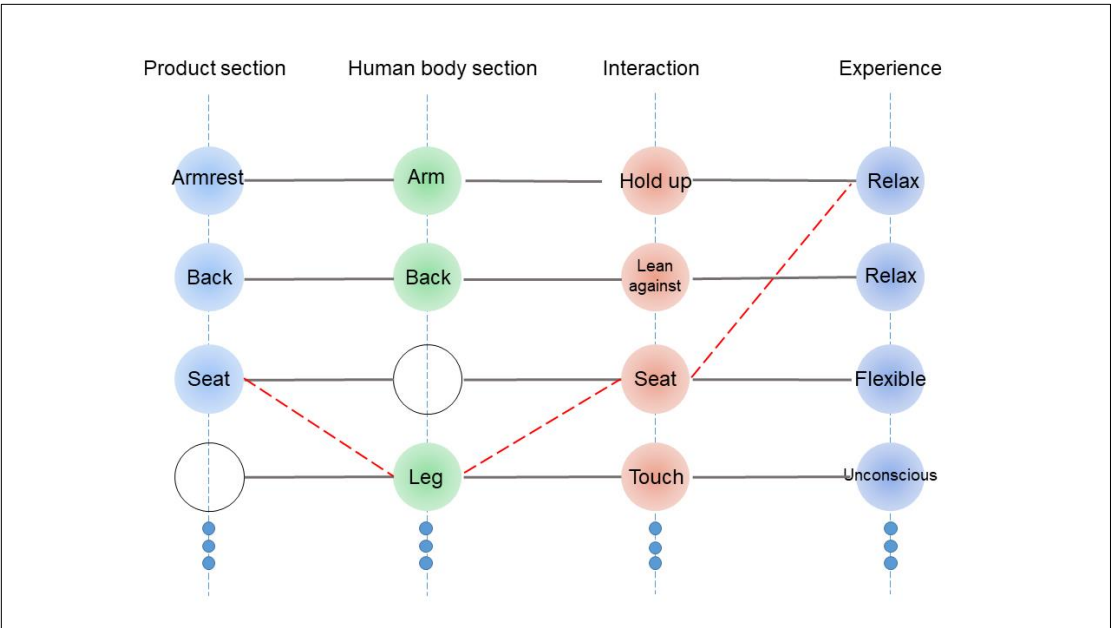 Product section Human body section Interaction Experience
Armrest Arm Hold up Relax
Back Back Lean against Relax
Seat Seat Flexible
Leg Touch Unconscious